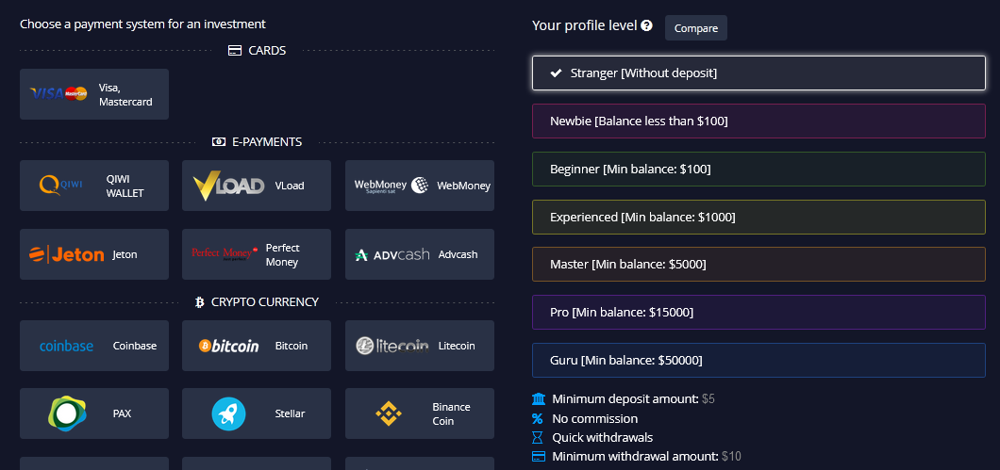 Choose a payment system for an investment
CARDS
VISA MasterCard Visa,
Mastercard
E-PAYMENTS
QIWI QIWI
WALLET
VLOAD VLoad
WebMoney WebMoney
Sapienti sat
Jeton Jeton
Perfect Money Perfect
Money
ADVcash Advcash
CRYPTO CURRENCY
coinbase Coinbase
bitcoin Bitcoin
litecoin Litecoin
PAX
Stellar
Binance
Coin
Your profile level ? Compare
Stranger [Without deposit]
Newbie [Balance less than $100]
Beginner [Min balance: $100]
Experienced [Min balance: $1000]
Master [Min balance: $5000]
Pro [Min balance: $15000]
Guru [Min balance: $50000]
Minimum deposit amount: $5
No commission
Quick withdrawals
Minimum withdrawal amount: $10